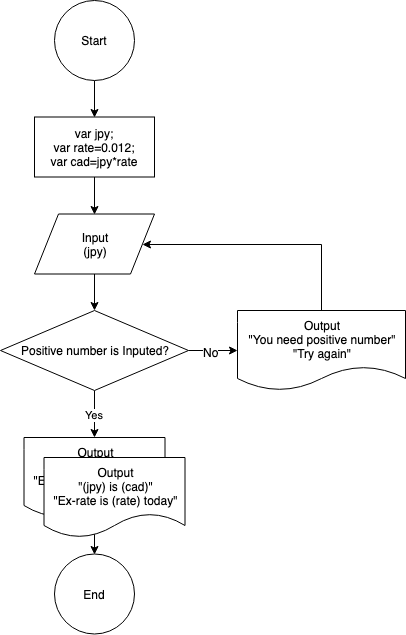 Start
var jpy;
var rate=0.012;
var cad=jpy*rate
Input
(jpy)
Positive number is Inputed?
No
Output
"You need positive number"
"Try again"
Yes
Output
Output
"(jpy) is (cad)"
"Ex-rate is (rate) today"
End